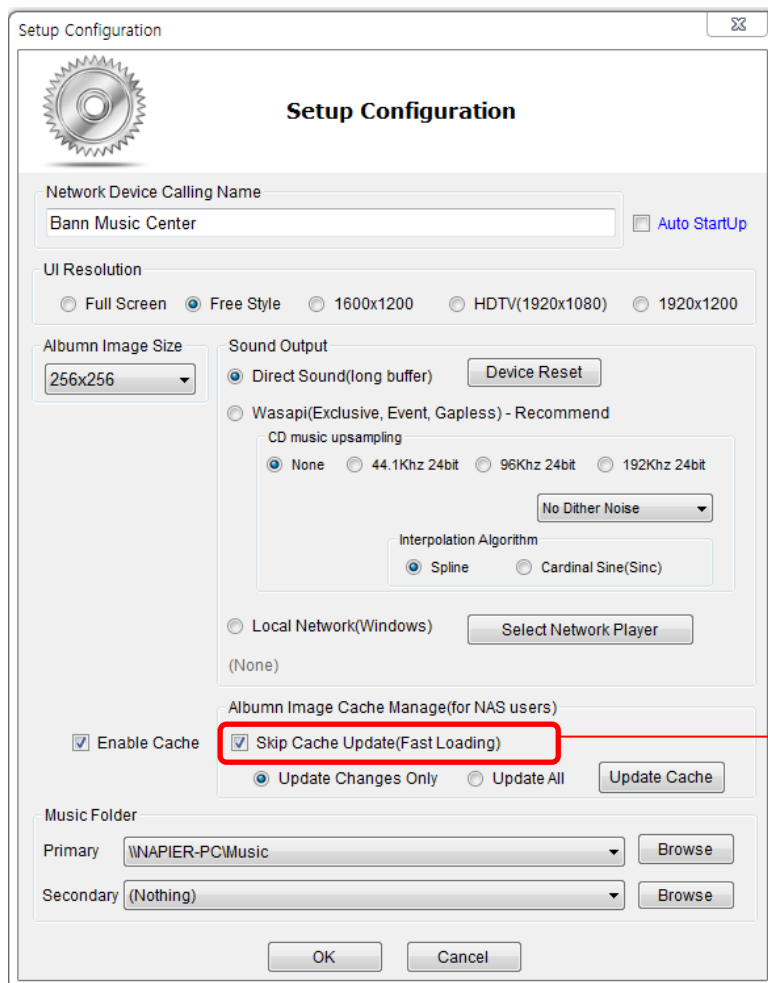 Setup Configuration
Setup Configuration
Network Device Calling Name
Bann Music Center
Auto StartUp
UI Resolution
Full Screen Free Style 1600x1200 HDTV(1920x1080) 1920x1200
Albumn Image Size
256x256
Sound Output
Direct Sound(long buffer) Device Reset
Wasapi(Exclusive, Event, Gapless) - Recommend
CD music upsampling
None 44.1Khz 24bit 96Khz 24bit 192Khz 24bit
No Dither Noise
Interpolation Algorithm
Spline Cardinal Sine(Sinc)
Local Network(Windows) Select Network Player
(None)
Albumn Image Cache Manage(for NAS users)
Enable Cache Skip Cache Update(Fast Loading)
Update Changes Only Update All Update Cache
Music Folder
Primary \\NAPIER-PC\Music Browse
Secondary (Nothing) Browse
OK Cancel